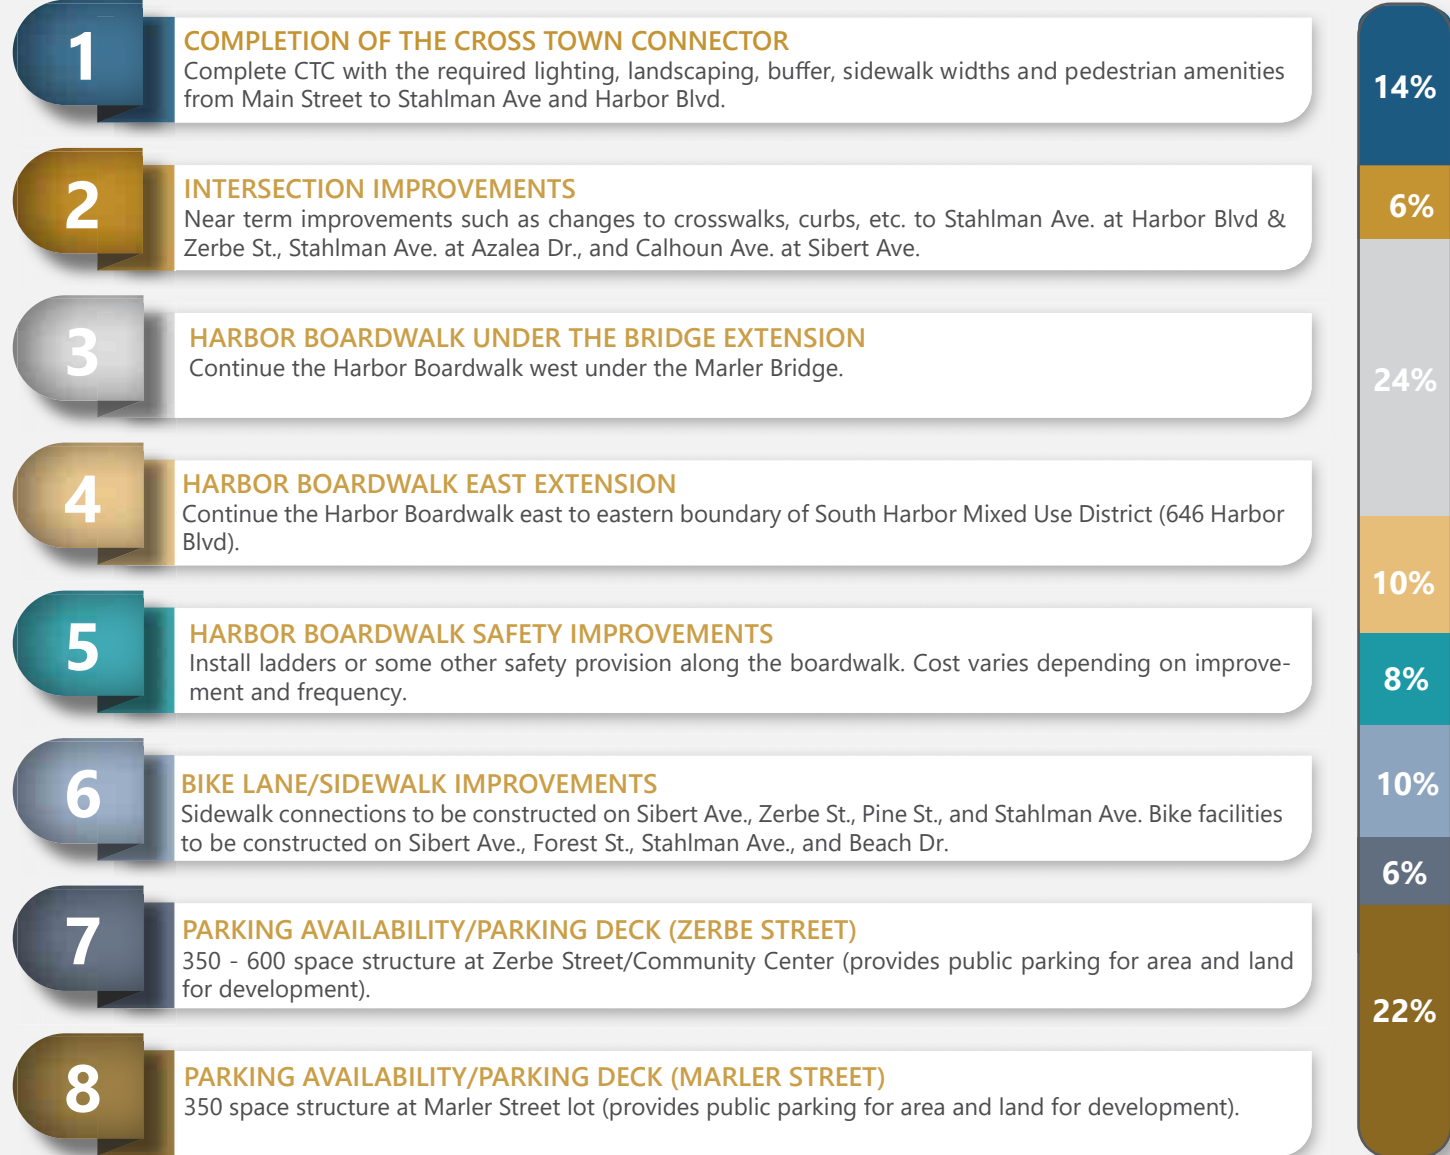 1
COMPLETION OF THE CROSS TOWN CONNECTOR
Complete CTC with the required lighting, landscaping, buffer, sidewalk widths and pedestrian amenities
from Main Street to Stahlman Ave and Harbor Blvd.
14%
2
INTERSECTION IMPROVEMENTS
Near term improvements such as changes to crosswalks, curbs, etc. to Stahlman Ave. at Harbor Blvd &
Zerbe St., Stahlman Ave. at Azalea Dr., and Calhoun Ave. at Sibert Ave.
6%
3
HARBOR BOARDWALK UNDER THE BRIDGE EXTENSION
Continue the Harbor Boardwalk west under the Marler Bridge.
24%
4
HARBOR BOARDWALK EAST EXTENSION
Continue the Harbor Boardwalk east to eastern boundary of South Harbor Mixed Use District (646 Harbor
Blvd).
10%
5
HARBOR BOARDWALK SAFETY IMPROVEMENTS
Install ladders or some other safety provision along the boardwalk. Cost varies depending on improve-
ment and frequency.
8%
6
BIKE LANE/SIDEWALK IMPROVEMENTS
Sidewalk connections to be constructed on Sibert Ave., Zerbe St., Pine St., and Stahlman Ave. Bike facilities
to be constructed on Sibert Ave., Forest St., Stahlman Ave., and Beach Dr.
10%
7
PARKING AVAILABILITY/PARKING DECK (ZERBE STREET)
350 - 600 space structure at Zerbe Street/Community Center (provides public parking for area and land
for development).
6%
8
PARKING AVAILABILITY/PARKING DECK (MARLER STREET)
350 space structure at Marler Street lot (provides public parking for area and land for development).
22%